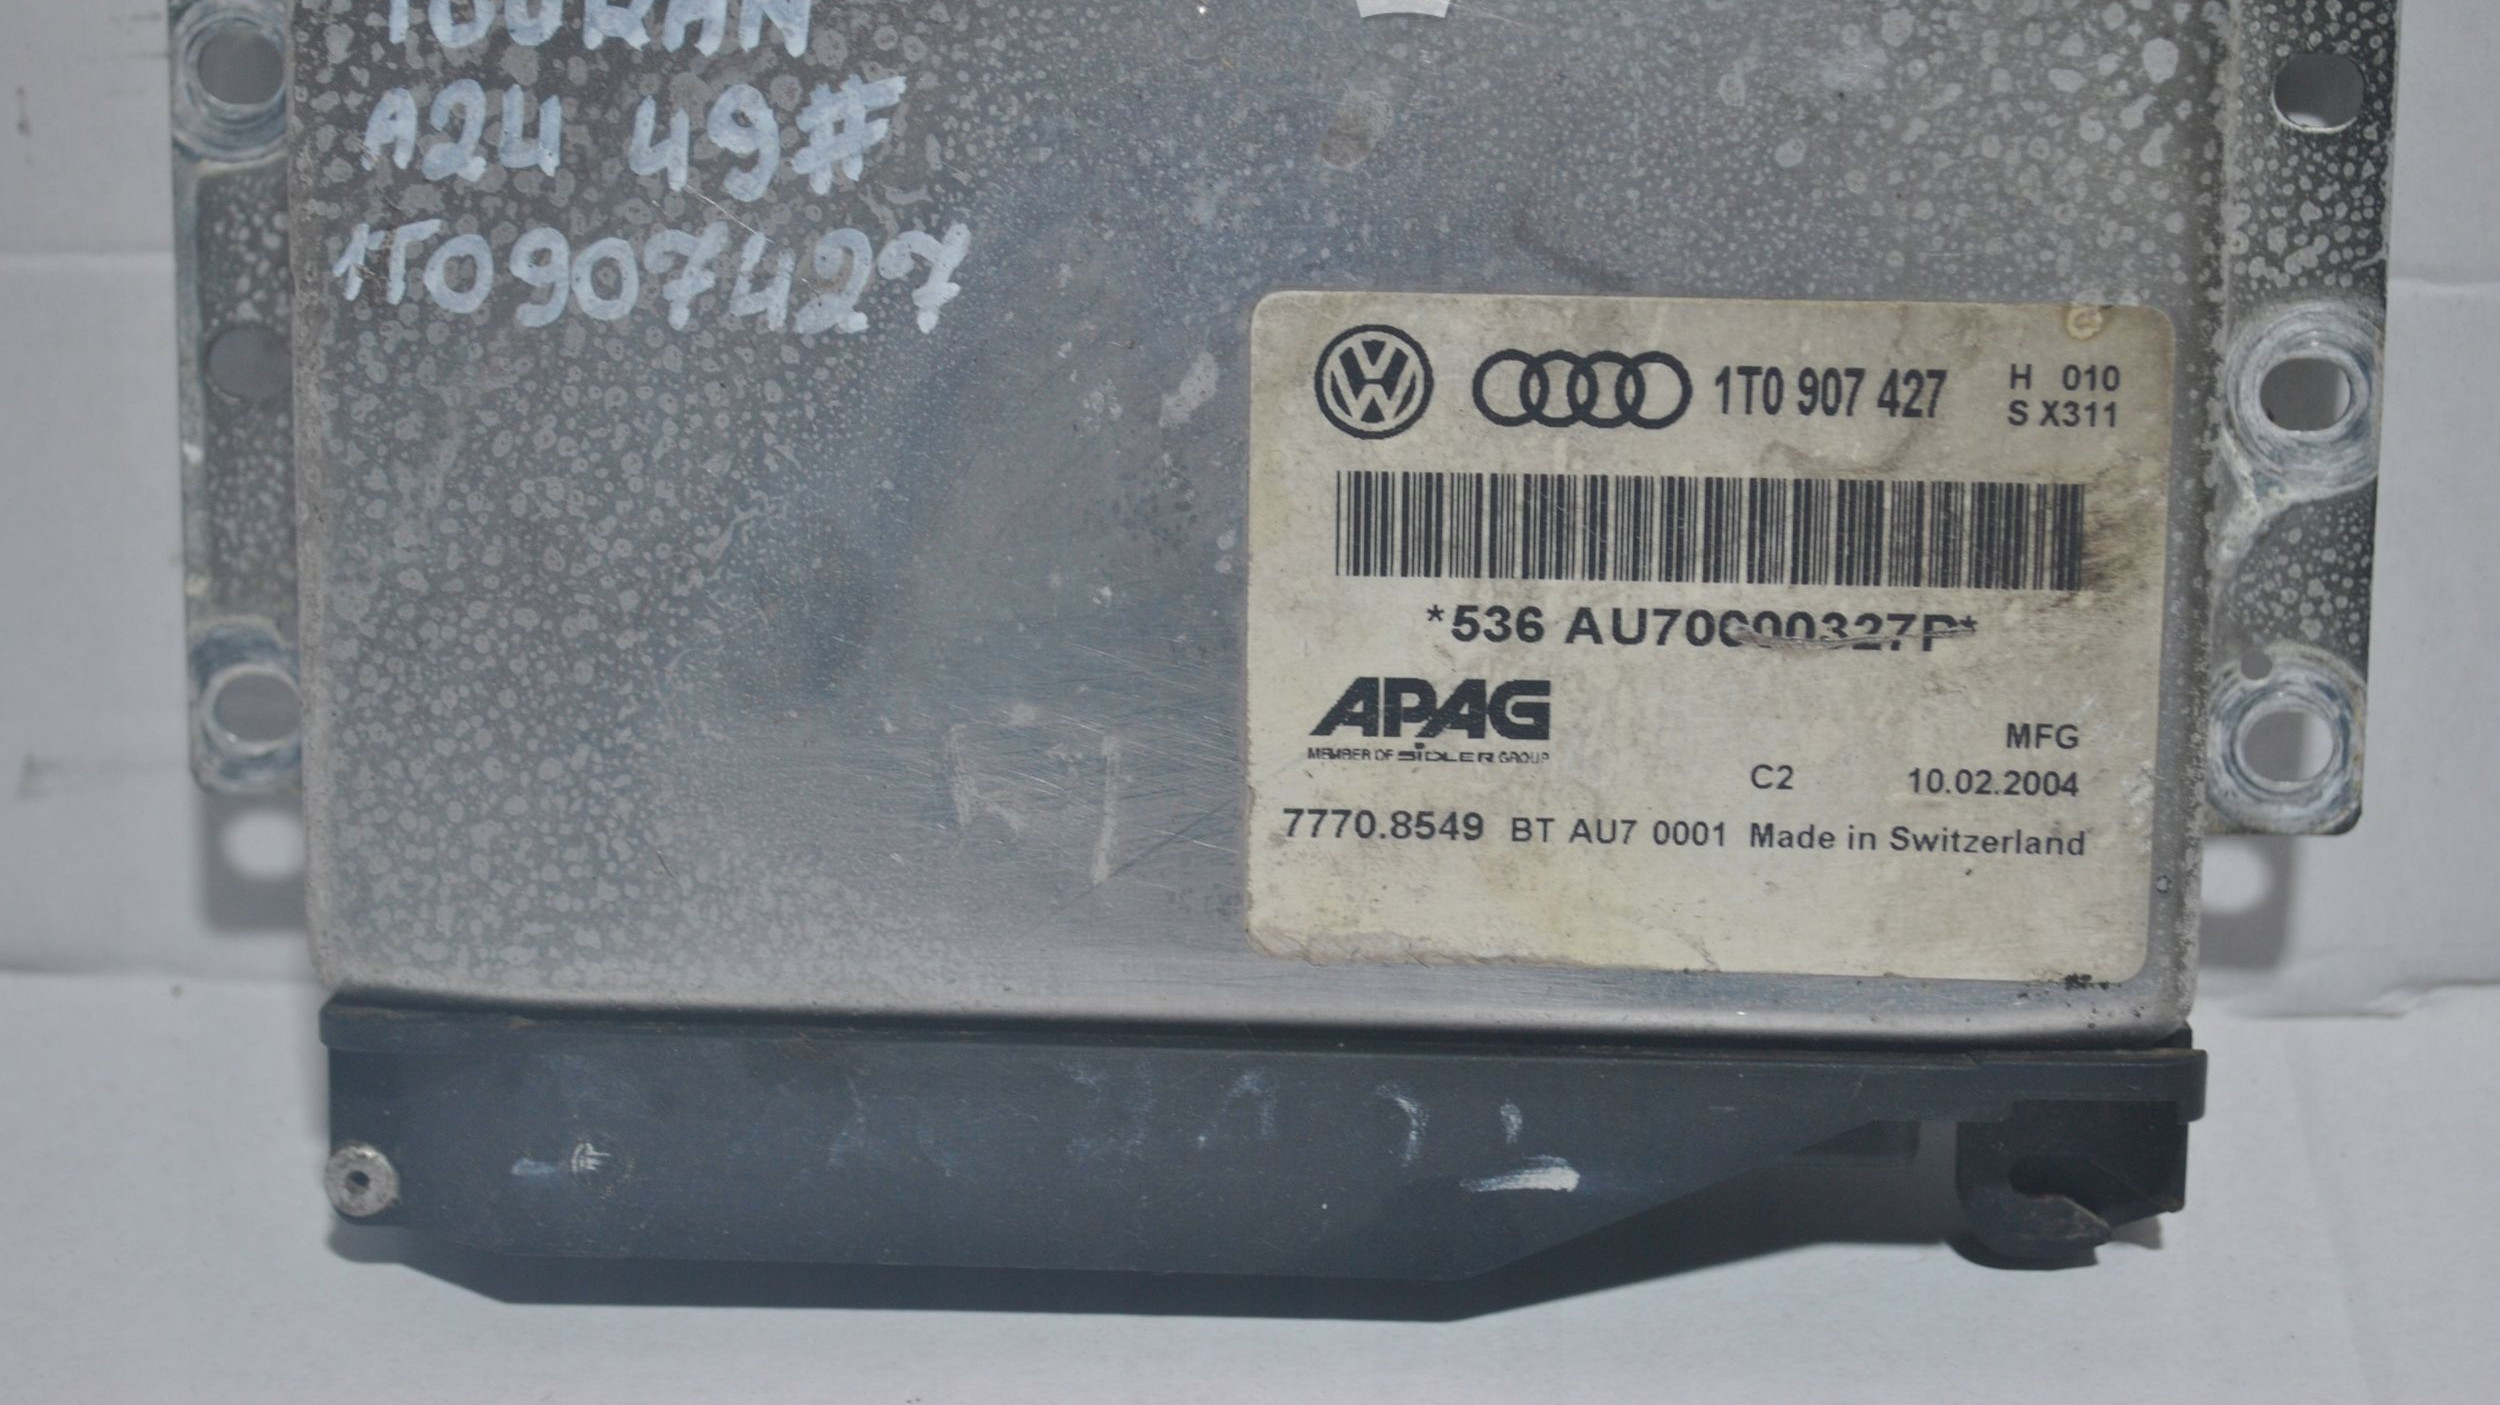 TOURAN
A24 49#
1T0907427
1T0 907 427
H 010
S X311
*536 AU70000327P*
APAG
MEMBER OF SIDLER GROUP
MFG
C2 10.02.2004
7770.8549 BT AU7 0001 Made in Switzerland